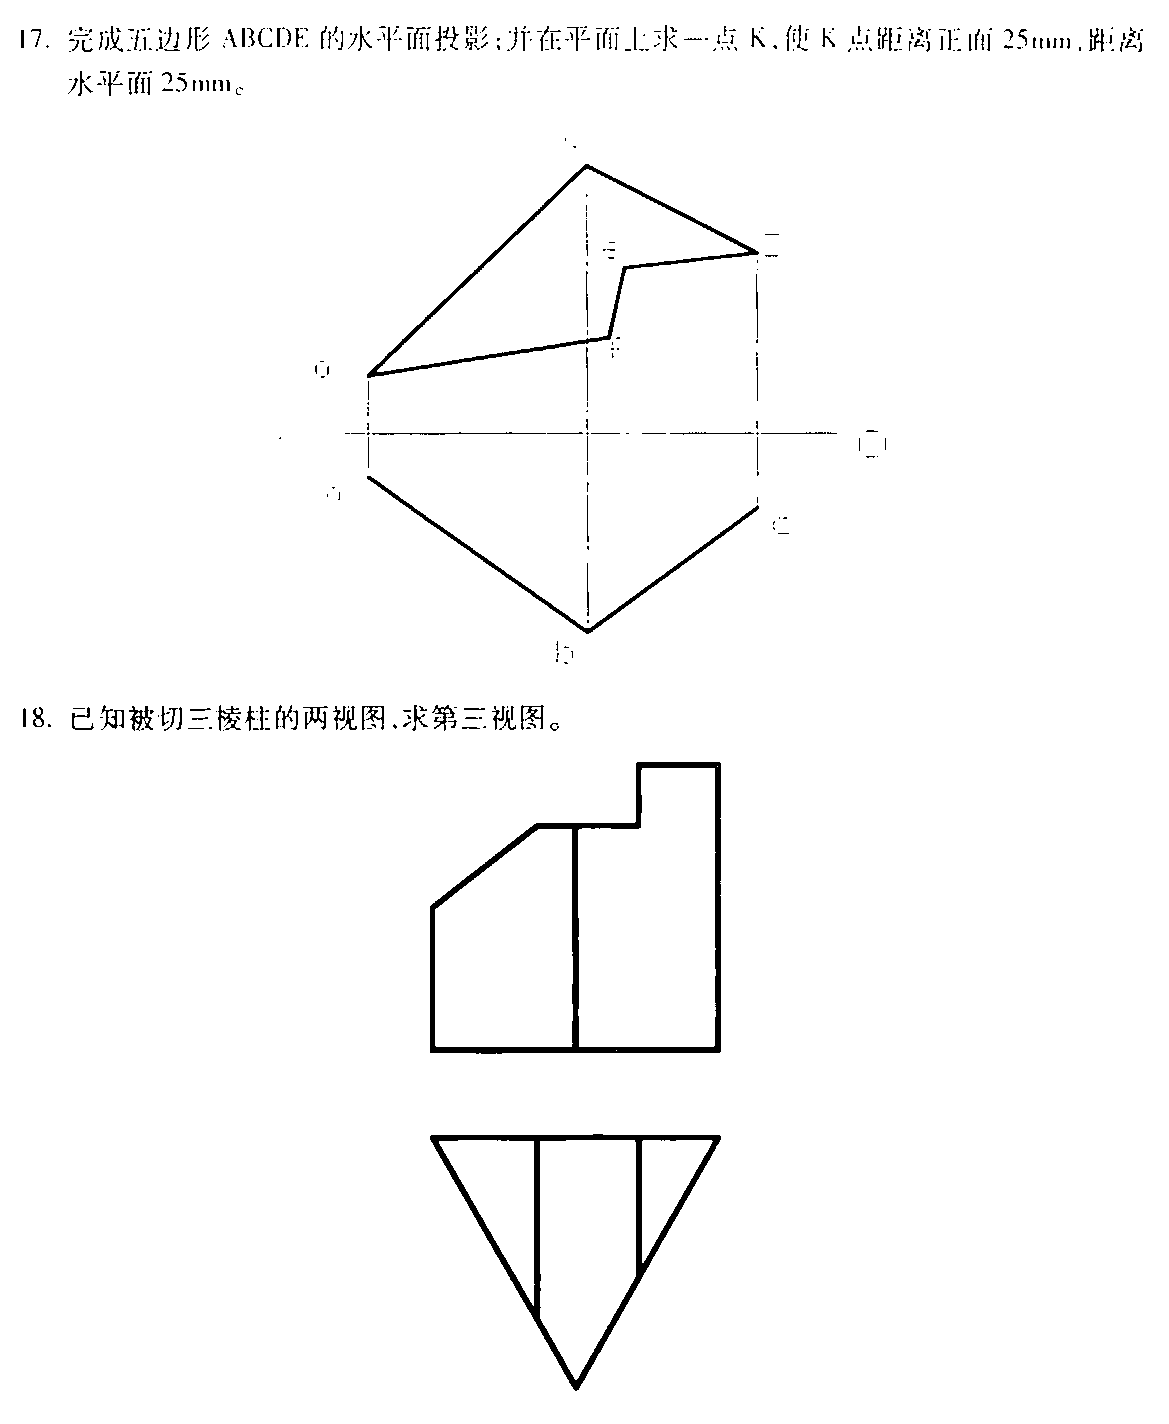 17. 完成五边形 ABCDE 的水平面投影;并在平面上求一点 K,使 K 点距离正面 25mm,距离
水平面 25mm。
b
18. 已知被切三棱柱的两视图,求第三视图。